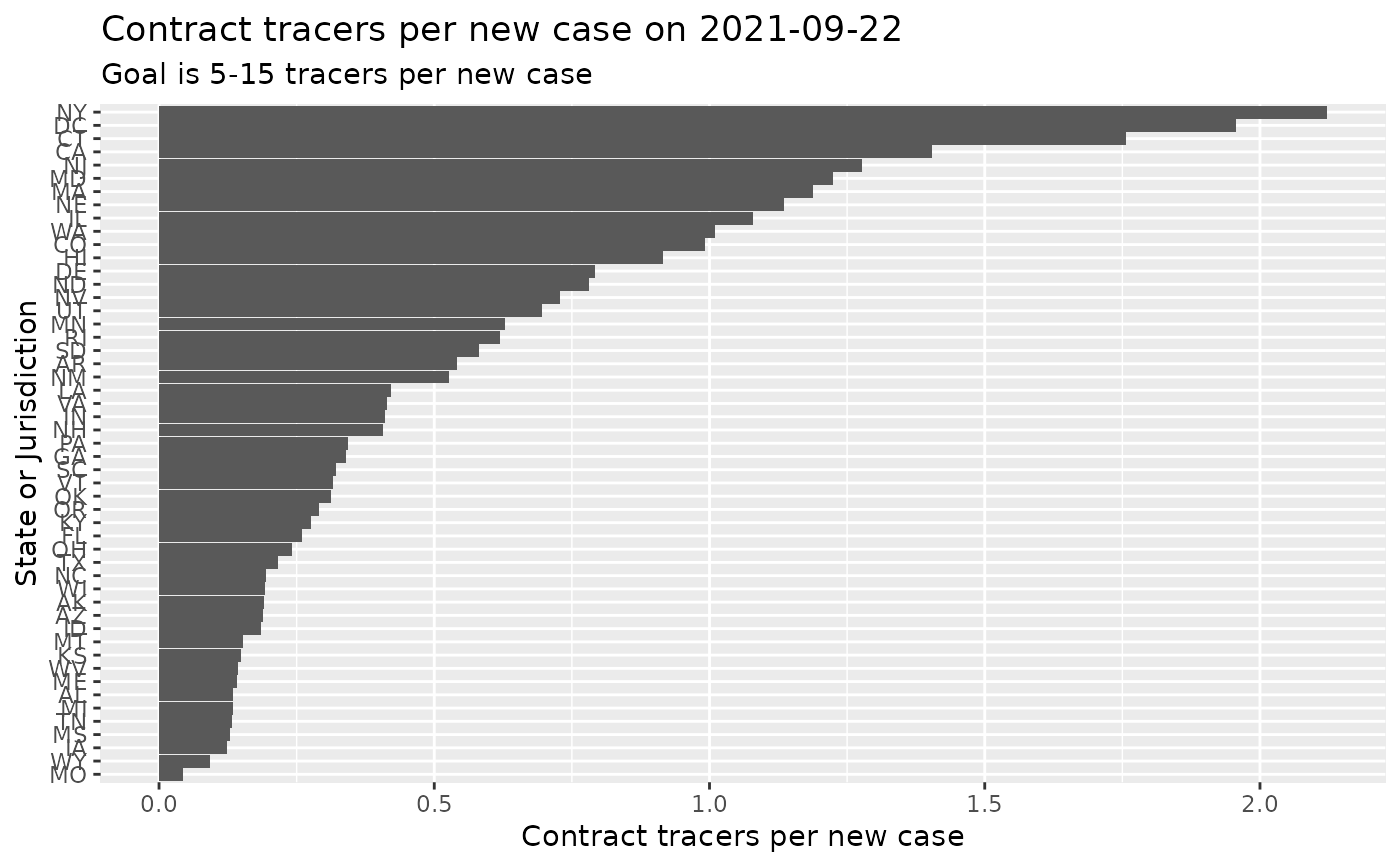 Contract tracers per new case on 2021-09-22
Goal is 5-15 tracers per new case
State or Jurisdiction
NY
DC
CT
CA
NJ
MD
MA
NE
IL
WA
CO
HI
DE
ND
NV
UT
MN
RI
SD
AR
NM
LA
VA
IN
NH
PA
GA
SC
VT
OK
OR
KY
FL
OH
TX
NC
WI
AK
AZ
ID
MT
KS
WV
ME
AL
MI
TN
MS
IA
WY
MO
0.0 0.5 1.0 1.5 2.0
Contract tracers per new case